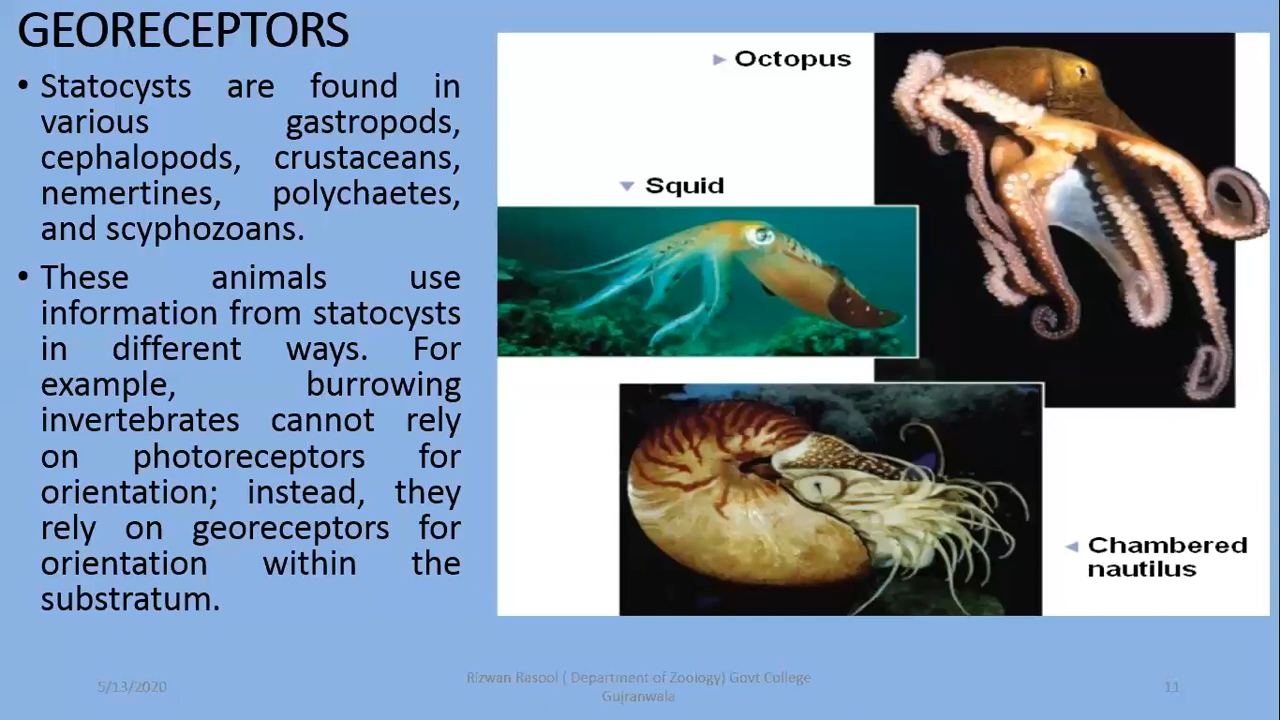 GEORECEPTORS
• Statocysts are found in
various gastropods,
cephalopods, crustaceans,
nemertines, polychaetes,
and scyphozoans.
• These animals use
information from statocysts
in different ways. For
example, burrowing
invertebrates cannot rely
on photoreceptors for
orientation; instead, they
rely on georeceptors for
orientation within the
substratum.
Octopus
Squid
Chambered
nautilus
5/13/2020
Rizwan Rasool ( Department of Zoology) Govt College
Gujranwala
11